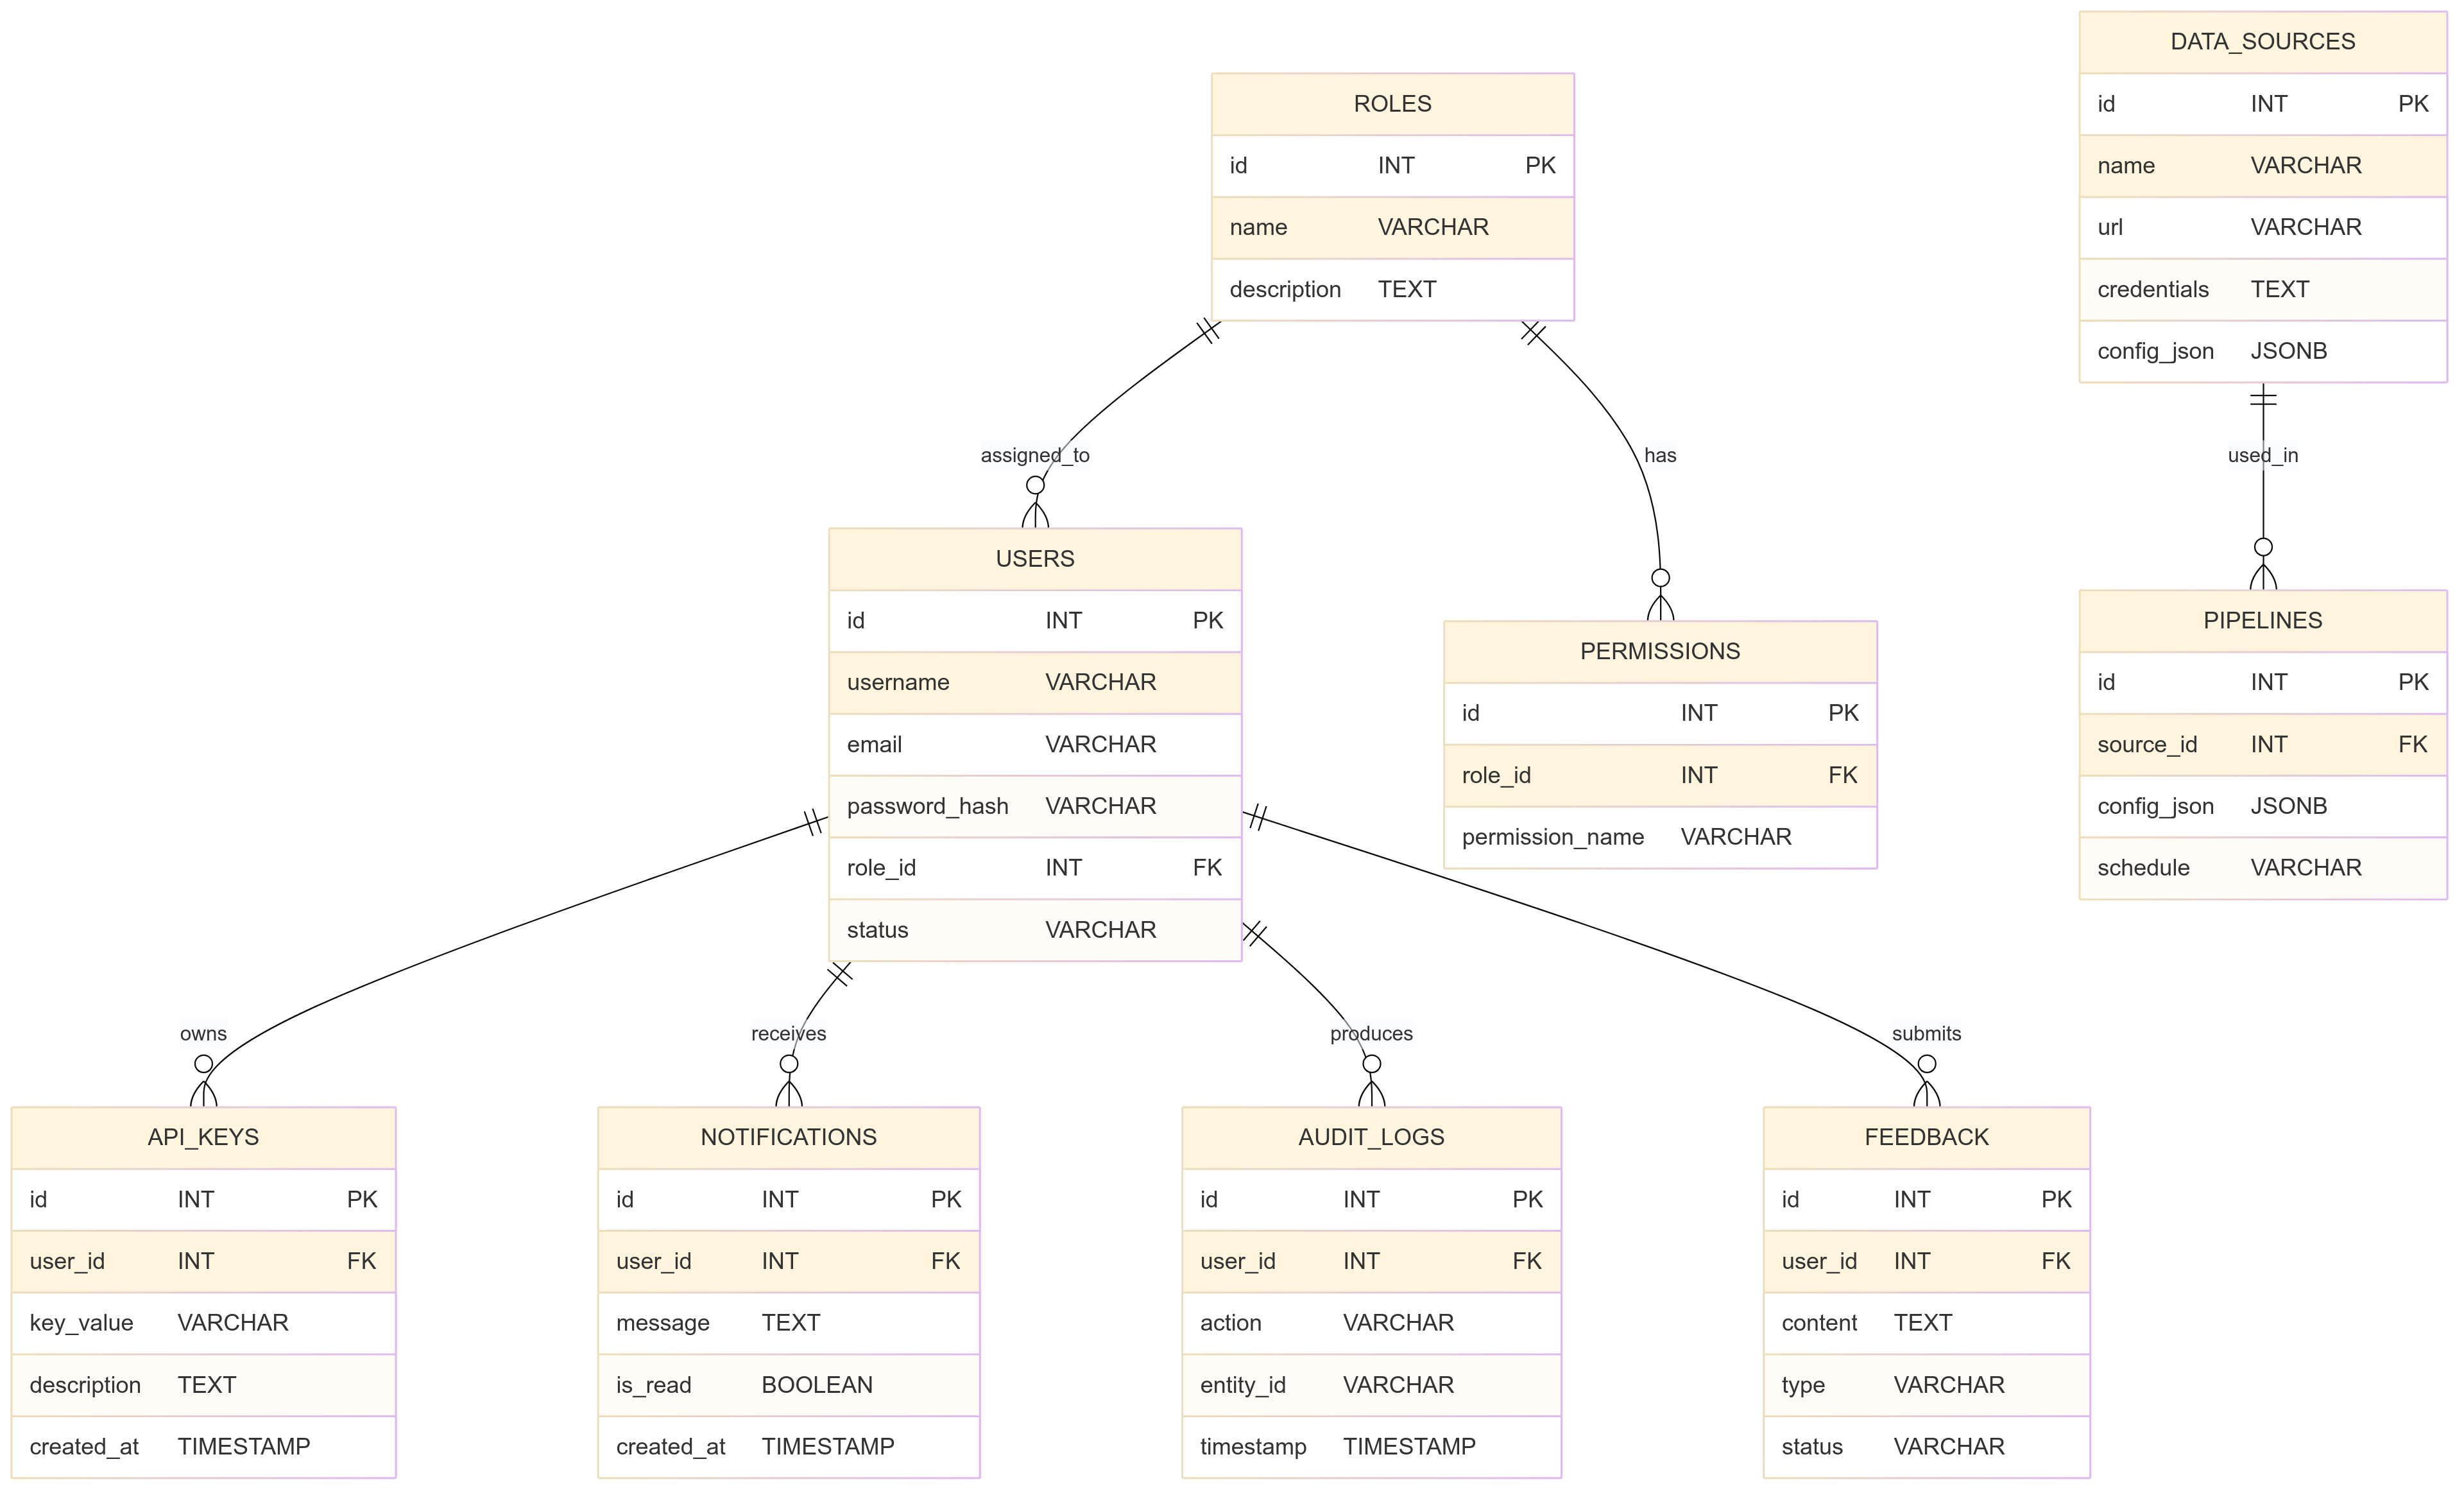 DATA_SOURCES
id INT PK
name VARCHAR
url VARCHAR
credentials TEXT
config_json JSONB
ROLES
id INT PK
name VARCHAR
description TEXT
assigned_to
has
used_in
USERS
id INT PK
username VARCHAR
email VARCHAR
password_hash VARCHAR
role_id INT FK
status VARCHAR
PERMISSIONS
id INT PK
role_id INT FK
permission_name VARCHAR
PIPELINES
id INT PK
source_id INT FK
config_json JSONB
schedule VARCHAR
owns
receives
produces
submits
API_KEYS
id INT PK
user_id INT FK
key_value VARCHAR
description TEXT
created_at TIMESTAMP
NOTIFICATIONS
id INT PK
user_id INT FK
message TEXT
is_read BOOLEAN
created_at TIMESTAMP
AUDIT_LOGS
id INT PK
user_id INT FK
action VARCHAR
entity_id VARCHAR
timestamp TIMESTAMP
FEEDBACK
id INT PK
user_id INT FK
content TEXT
type VARCHAR
status VARCHAR